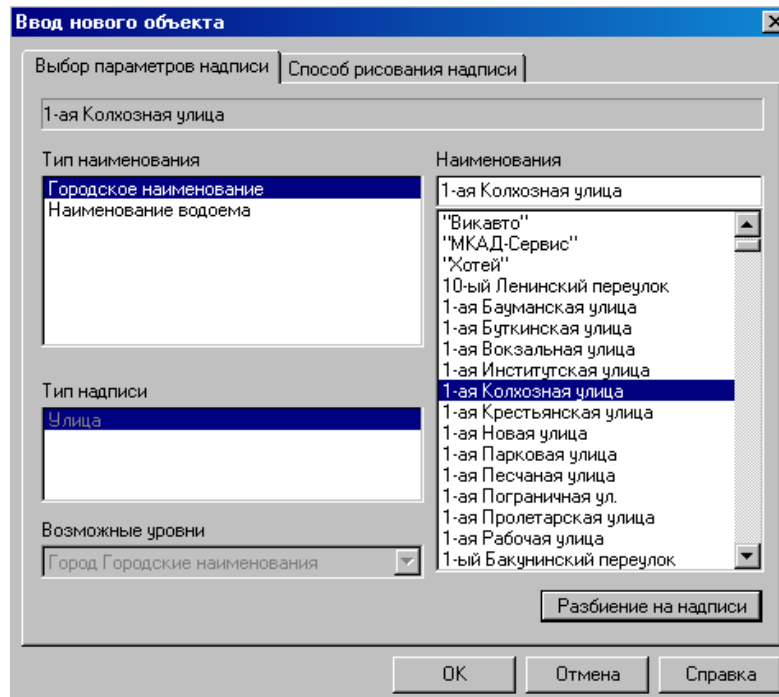 Ввод нового объекта
Выбор параметров надписи
Способ рисования надписи
1-ая Колхозная улица
Тип наименования
Городское наименование
Наименование водоема
Тип надписи
Улица
Возможные уровни
Город Городские наименования
Наименования
1-ая Колхозная улица
"Викавто"
"МКАД-Сервис"
"Хотей"
10-ый Ленинский переулок
1-ая Бауманская улица
1-ая Буткинская улица
1-ая Вокзальная улица
1-ая Институтская улица
1-ая Колхозная улица
1-ая Крестьянская улица
1-ая Новая улица
1-ая Парковая улица
1-ая Песчаная улица
1-ая Пограничная ул.
1-ая Пролетарская улица
1-ая Рабочая улица
1-ый Бакунинский переулок
Разбиение на надписи
OK
Отмена
Справка